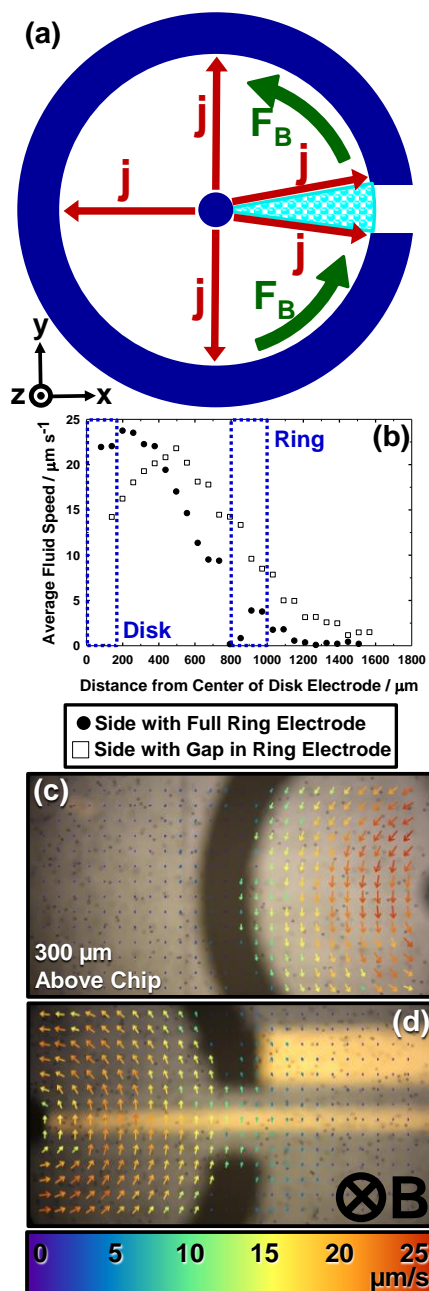 (a)
j
j
j
j
j
F_B
F_B
y
z
x
(b)
25
20
15
10
5
0
Average Fluid Speed / μm s⁻¹
Ring
Disk
0 200 400 600 800 1000 1200 1400 1600 1800
Distance from Center of Disk Electrode / μm
● Side with Full Ring Electrode
□ Side with Gap in Ring Electrode
(c)
300 μm
Above Chip
(d)
⊗B
0 5 10 15 20 25
μm/s